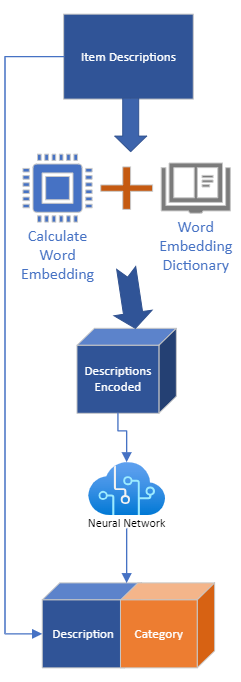 Item Descriptions
Calculate
Word
Embedding
Word
Embedding
Dictionary
Descriptions
Encoded
Neural Network
Description
Category